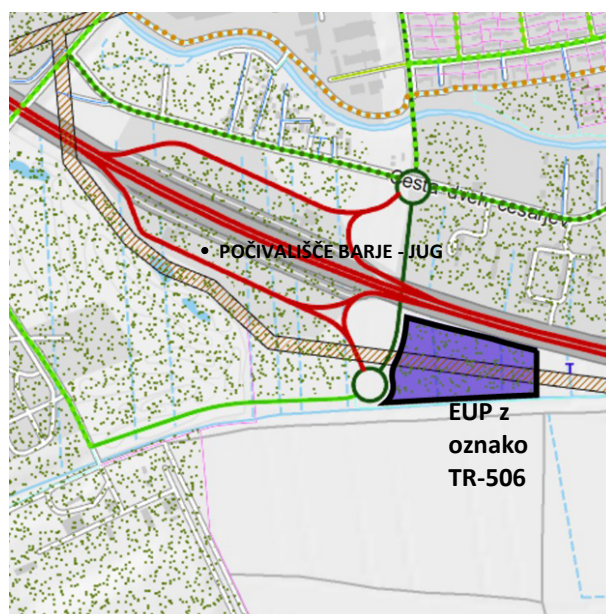 Cesta dveh cesarjev
• POČIVALIŠČE BARJE - JUG
T
EUP z
oznako
TR-506